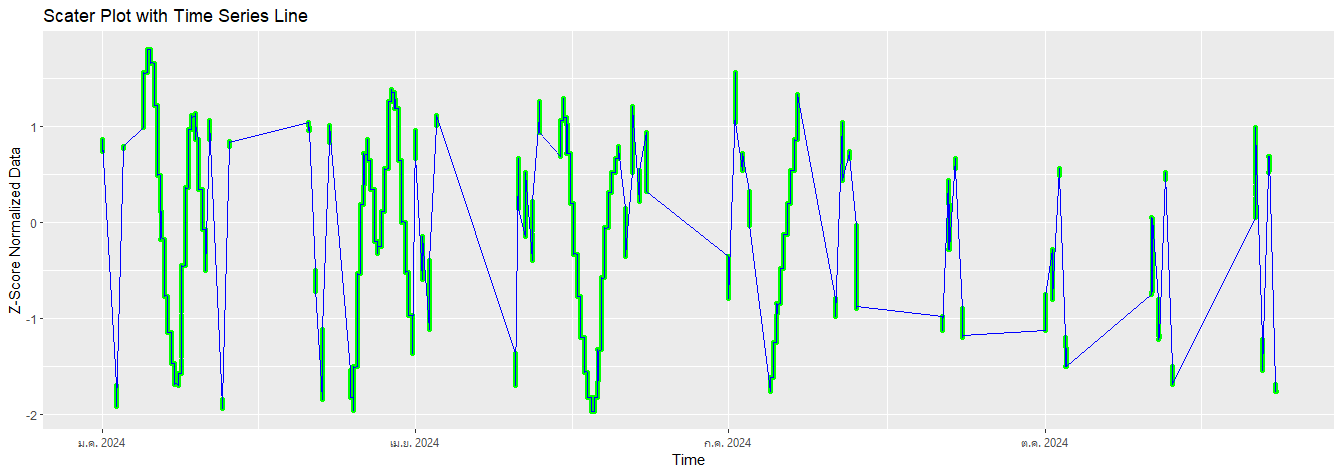 Scater Plot with Time Series Line
Z-Score Normalized Data
1
0
-1
-2
ม.ค. 2024
เม.ย. 2024
ก.ค. 2024
ต.ค. 2024
Time